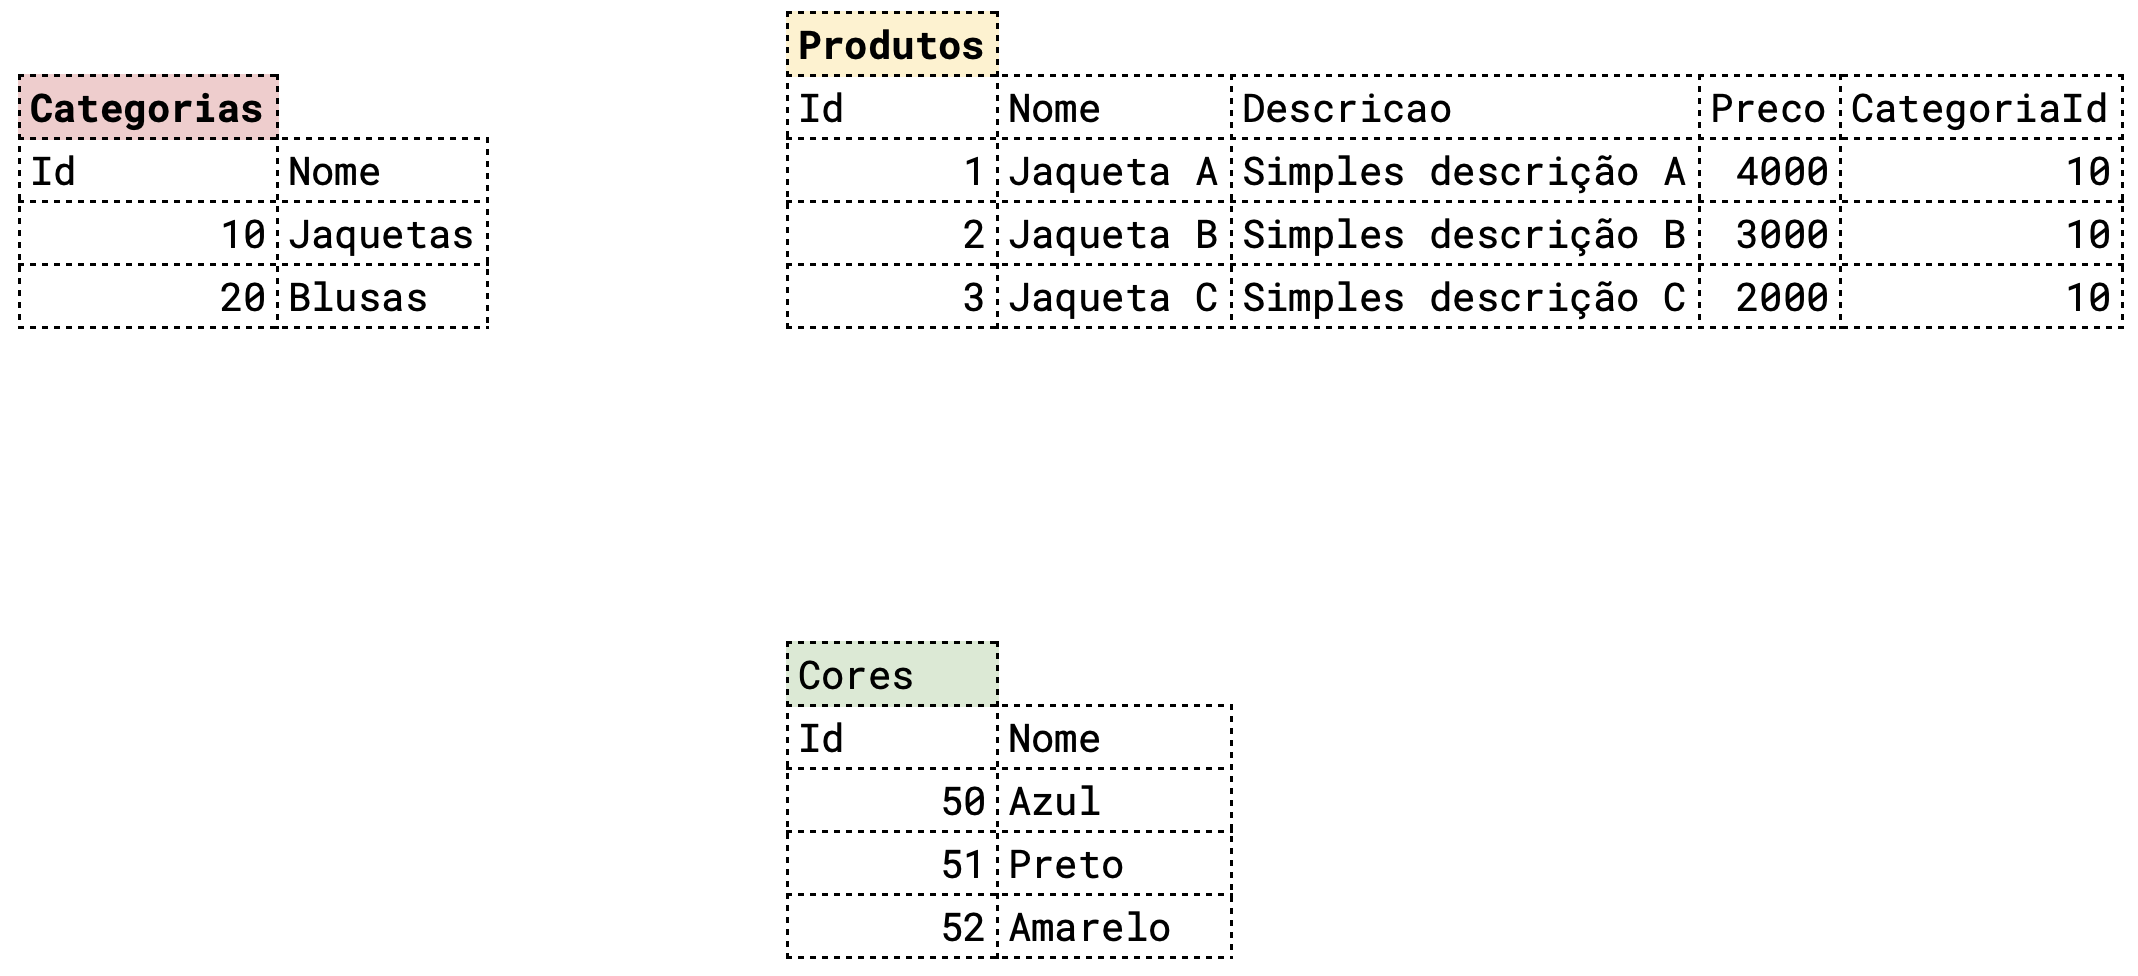 Categorias
Id Nome
10 Jaquetas
20 Blusas
Produtos
Id Nome Descricao Preco CategoriaId
1 Jaqueta A Simples descrição A 4000 10
2 Jaqueta B Simples descrição B 3000 10
3 Jaqueta C Simples descrição C 2000 10
Cores
Id Nome
50 Azul
51 Preto
52 Amarelo